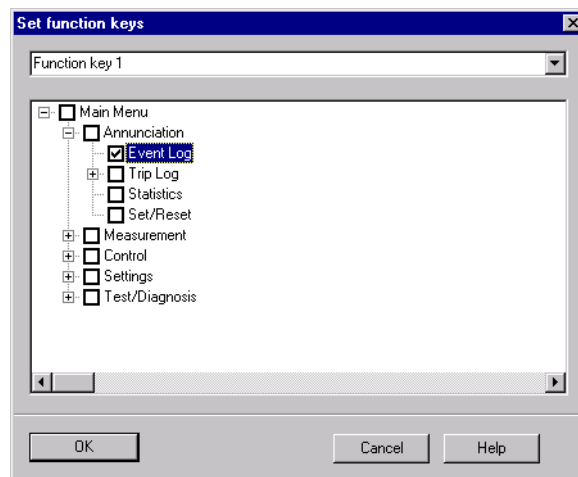 Set function keys
Function key 1
Main Menu
Annunciation
Event Log
Trip Log
Statistics
Set/Reset
Measurement
Control
Settings
Test/Diagnosis
OK
Cancel
Help